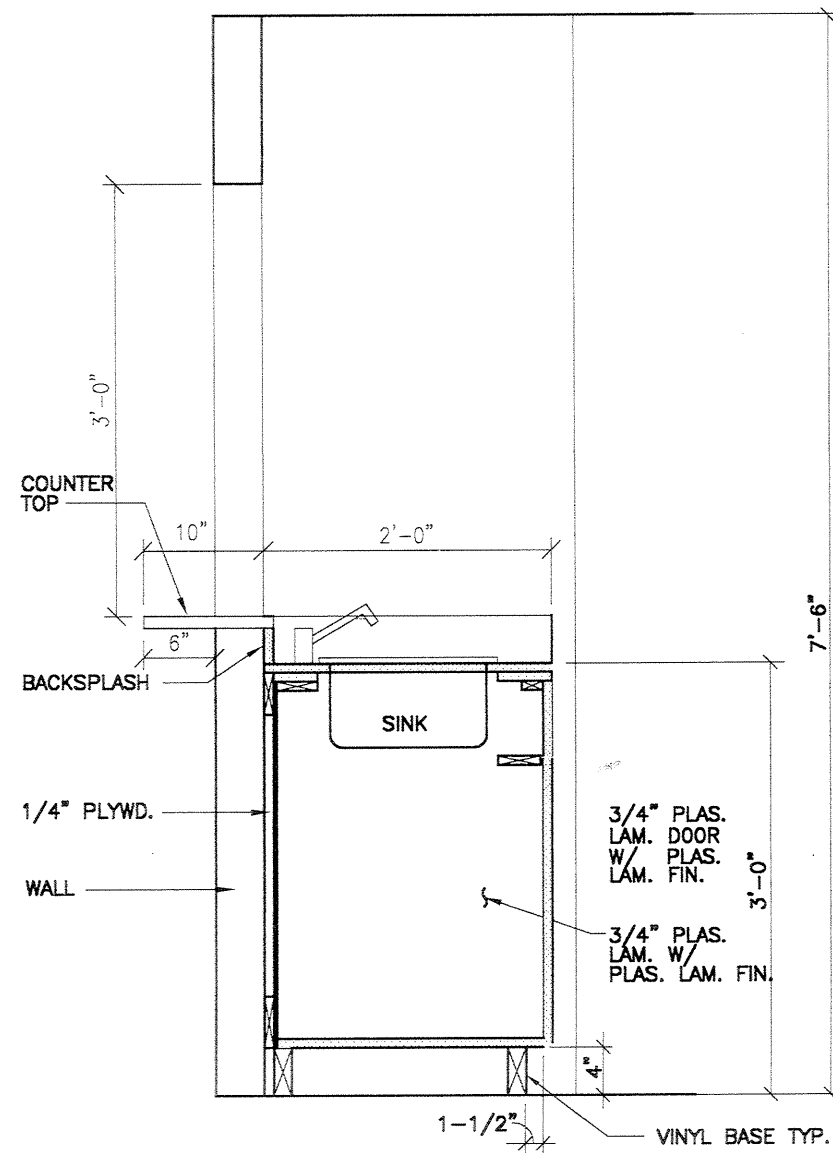 3'-0"
COUNTER
TOP
10"
2'-0"
7'-6"
6"
BACKSPLASH
SINK
1/4" PLYWD.
3/4" PLAS.
LAM. DOOR
W/ PLAS.
LAM. FIN.
3'-0"
WALL
3/4" PLAS.
LAM. W/
PLAS. LAM. FIN.
4"
1-1/2"
VINYL BASE TYP.